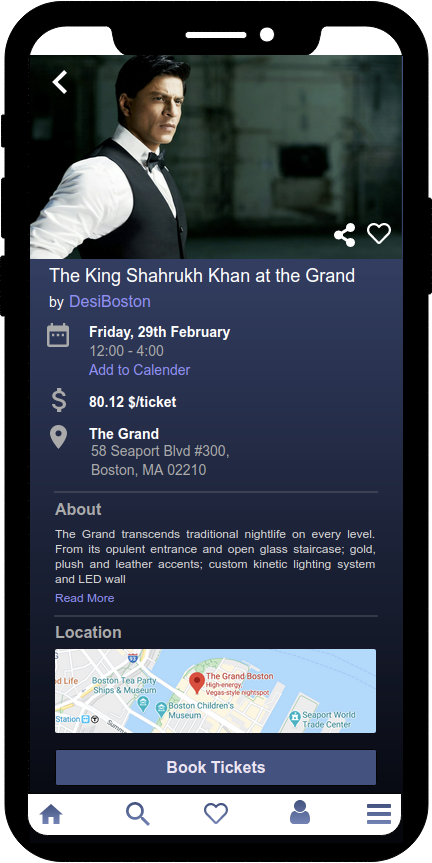 The King Shahrukh Khan at the Grand
by DesiBoston
Friday, 29th February
12:00 - 4:00
Add to Calender
80.12 $/ticket
The Grand
58 Seaport Blvd #300,
Boston, MA 02210
About
The Grand transcends traditional nightlife on every level.
From its opulent entrance and open glass staircase; gold,
plush and leather accents; custom kinetic lighting system
and LED wall
Read More
Location
93
od Life
Boston Tea Party
Ships & Museum
The Grand Boston
High-energy
Vegas-style nightspot
Boston Children's
Museum
Station
Summ
Seaport World
Trade Center
Book Tickets